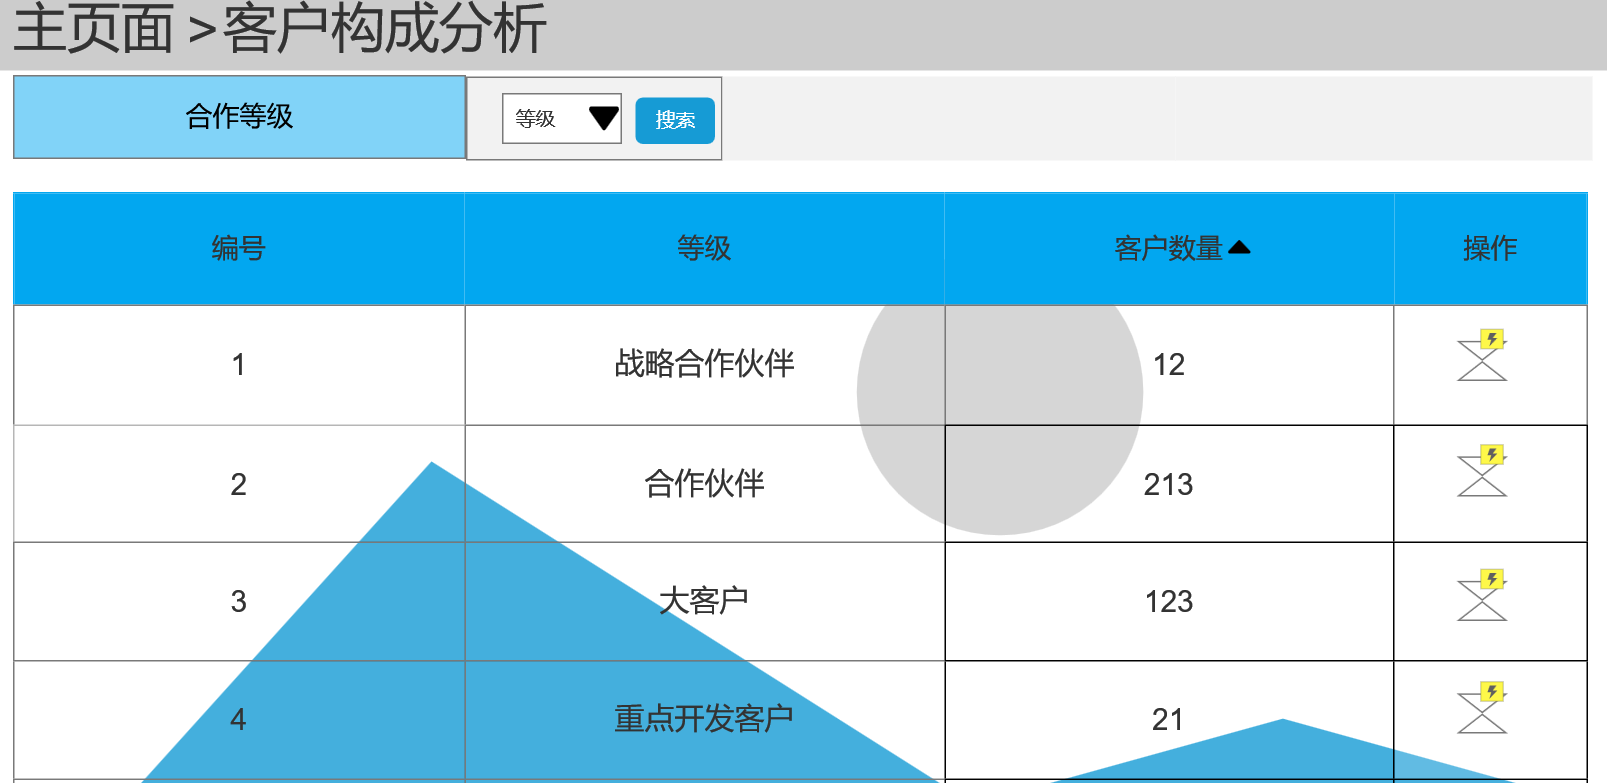 主页面 >客户构成分析
合作等级 等级 搜索
编号 等级 客户数量 操作
1 战略合作伙伴 12
2 合作伙伴 213
3 大客户 123
4 重点开发客户 21